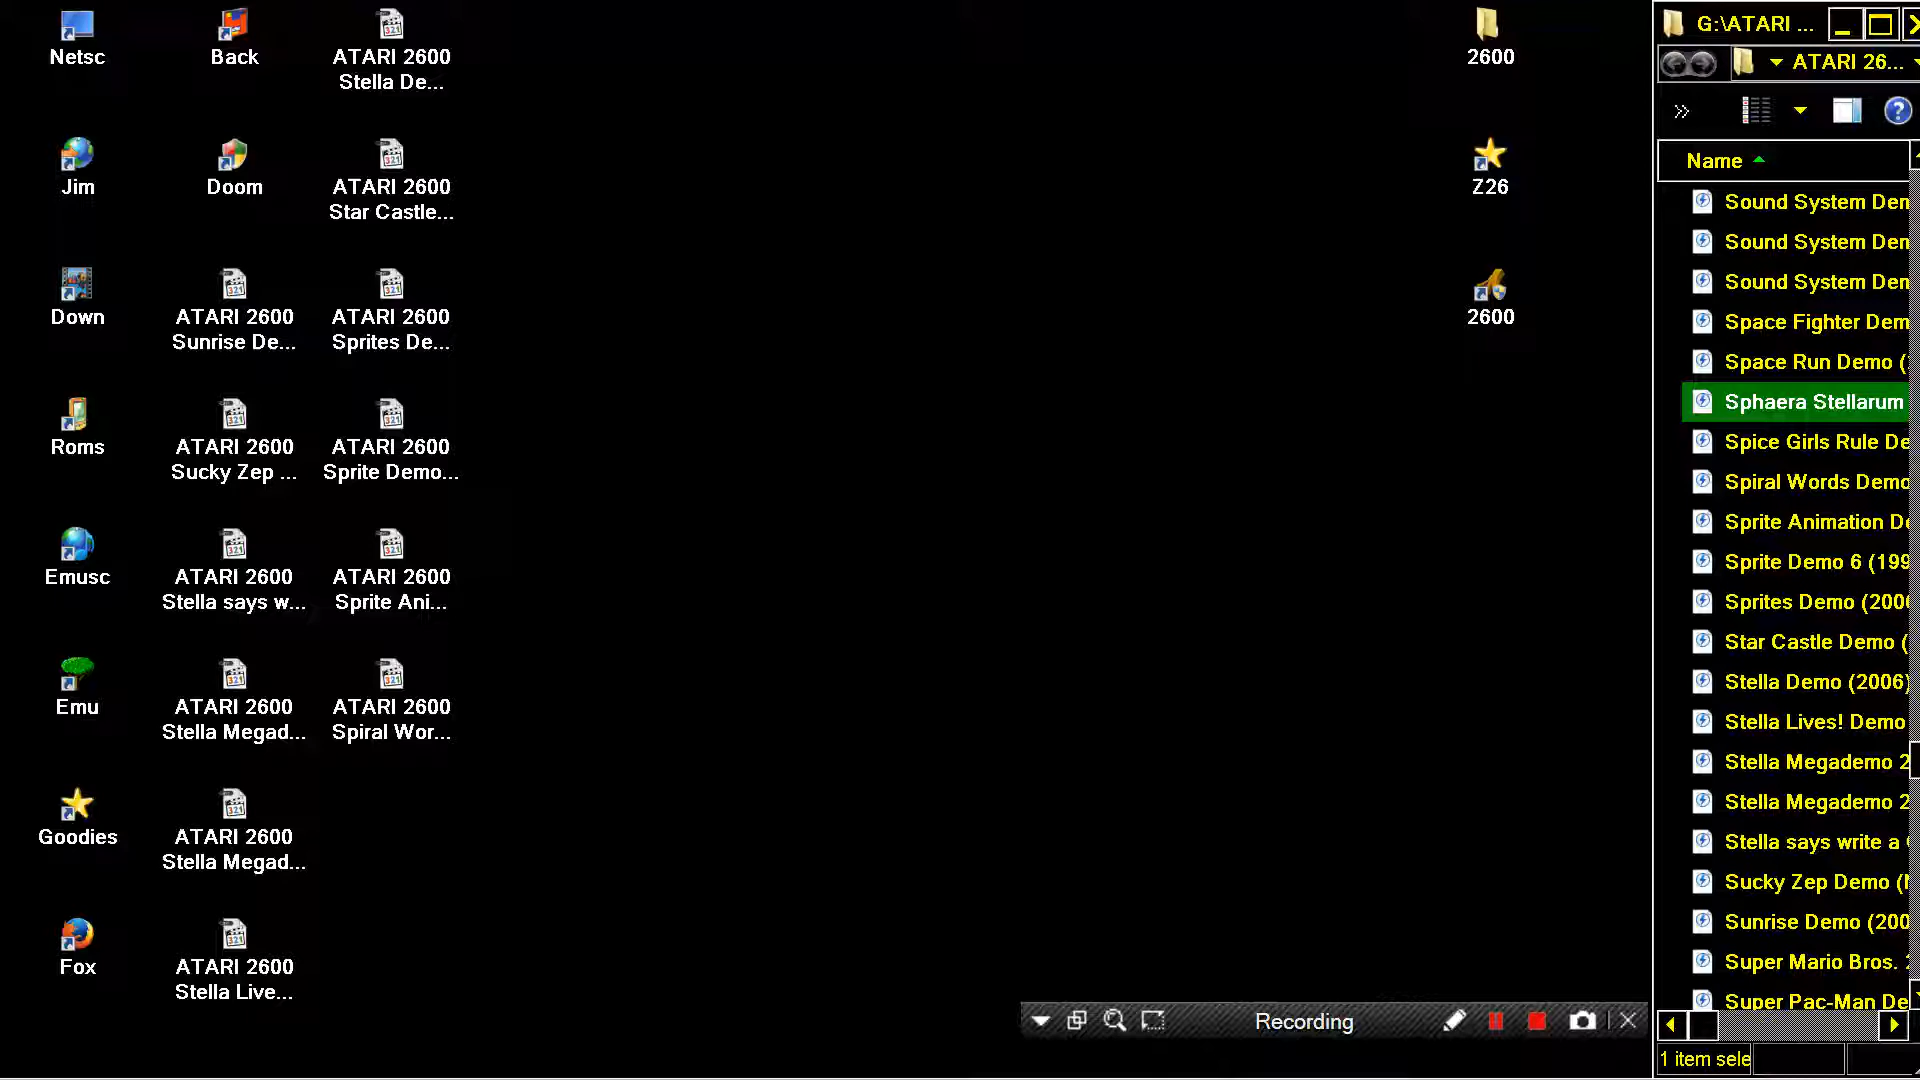 Netsc
Back
ATARI 2600
Stella De...
Jim
Doom
ATARI 2600
Star Castle...
Down
ATARI 2600
Sunrise De...
ATARI 2600
Sprites De...
Roms
ATARI 2600
Sucky Zep ...
ATARI 2600
Sprite Demo...
Emusc
ATARI 2600
Stella says w...
ATARI 2600
Sprite Ani...
Emu
ATARI 2600
Stella Megad...
ATARI 2600
Spiral Wor...
Goodies
ATARI 2600
Stella Megad...
Fox
ATARI 2600
Stella Live...
2600
Z26
2600
Recording
G:\ATARI ...
ATARI 26...
Name
Sound System Dem
Sound System Dem
Sound System Dem
Space Fighter Dem
Space Run Demo (
Sphaera Stellarum
Spice Girls Rule De
Spiral Words Demo
Sprite Animation De
Sprite Demo 6 (199
Sprites Demo (200
Star Castle Demo (
Stella Demo (2006)
Stella Lives! Demo
Stella Megademo 2
Stella Megademo 2
Stella says write a
Sucky Zep Demo (
Sunrise Demo (200
Super Mario Bros.
Super Pac-Man De
1 item sele